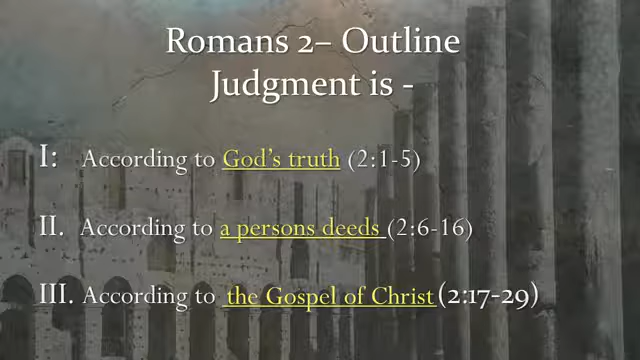 Romans 2– Outline
Judgment is -
I: According to God's truth (2:1-5)
II. According to a persons deeds (2:6-16)
III. According to the Gospel of Christ (2:17-29)